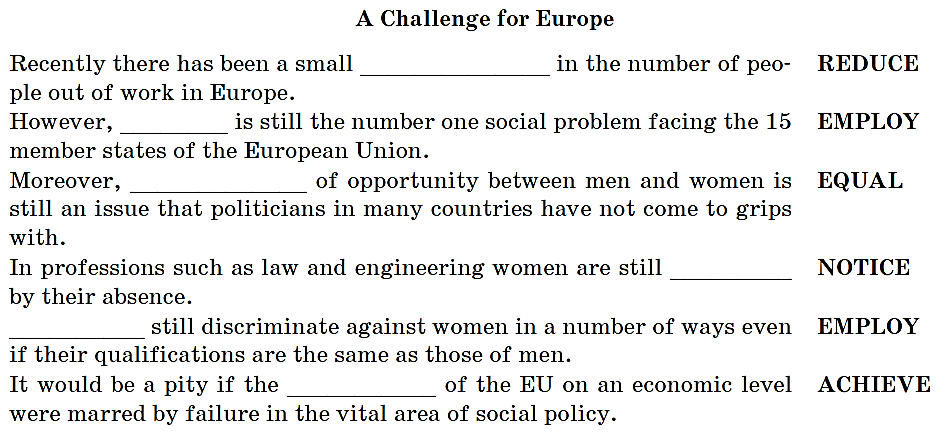 A Challenge for Europe
Recently there has been a small ________________ in the number of peo- REDUCE
ple out of work in Europe.
However, _________ is still the number one social problem facing the 15 EMPLOY
member states of the European Union.
Moreover, _______________ of opportunity between men and women is EQUAL
still an issue that politicians in many countries have not come to grips
with.
In professions such as law and engineering women are still __________ NOTICE
by their absence.
___________ still discriminate against women in a number of ways even EMPLOY
if their qualifications are the same as those of men.
It would be a pity if the ____________ of the EU on an economic level ACHIEVE
were marred by failure in the vital area of social policy.